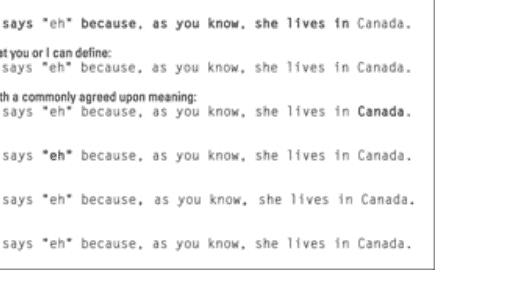 says "eh" because, as you know, she lives in Canada.
at you or I can define:
says "eh" because, as you know, she lives in Canada.
th a commonly agreed upon meaning:
says "eh" because, as you know, she lives in Canada.
says "eh" because, as you know, she lives in Canada.
says "eh" because, as you know, she lives in Canada.
says "eh" because, as you know, she lives in Canada.